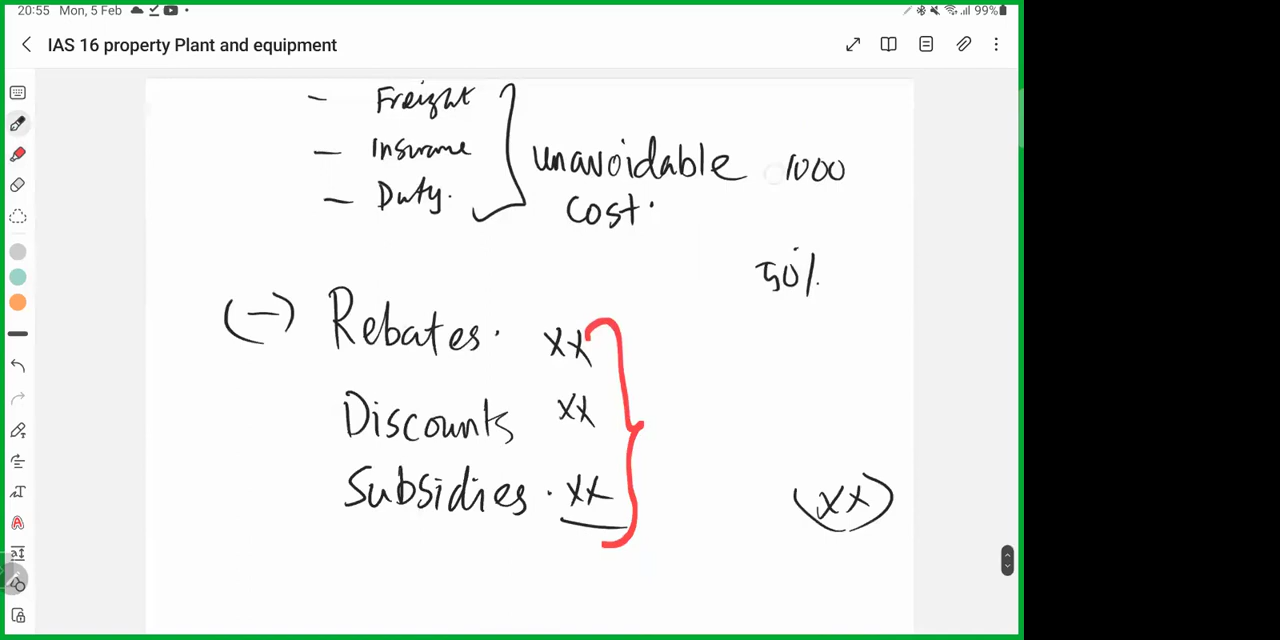 20:55 Mon, 5 Feb
99%
IAS 16 property Plant and equipment
- Freight
- Insurance
- Duty.
unavoidable 1000
cost.
50%
(-) Rebates. xx
Discounts xx
Subsidies. xx
(xx)